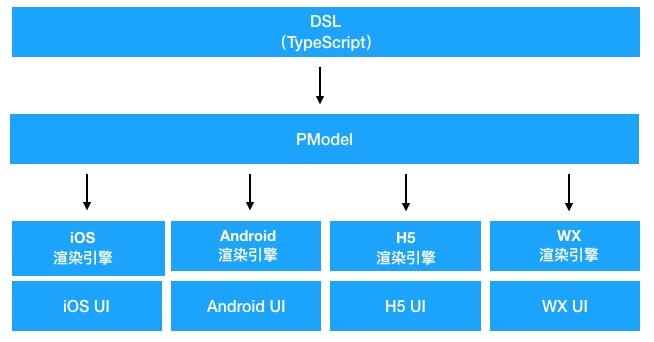 DSL
（TypeScript）
PModel
iOS
渲染引擎
Android
渲染引擎
H5
渲染引擎
WX
渲染引擎
iOS UI
Android UI
H5 UI
WX UI